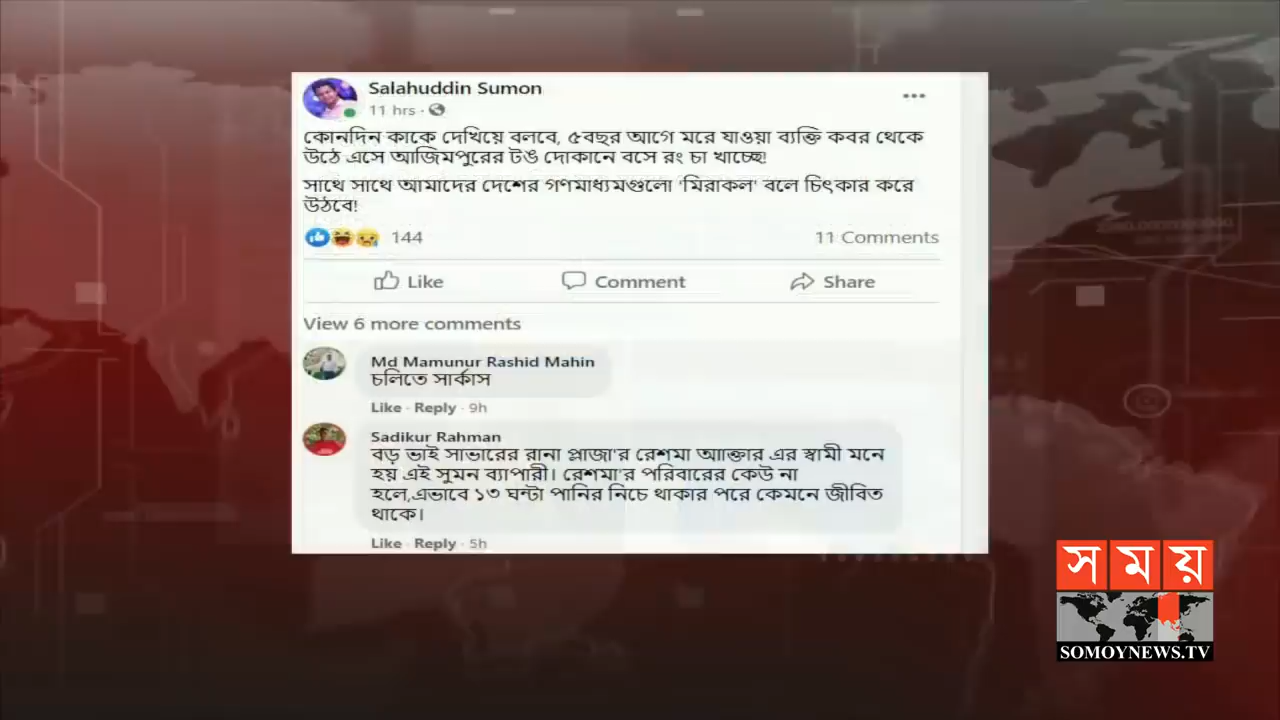 Salahuddin Sumon
11 hrs ·
কোনদিন কাকে দেখিয়ে বলবে, ৫বছর আগে মরে যাওয়া ব্যক্তি কবর থেকে
উঠে এসে আজিমপুরের টঙ দোকানে বসে রং চা খাচ্ছে!
সাথে সাথে আমাদের দেশের গণমাধ্যমগুলো 'মিরাকল' বলে চিৎকার করে
উঠবে!
144 11 Comments
Like Comment Share
View 6 more comments
Md Mamunur Rashid Mahin
চলিতে সার্কাস
Like · Reply · 9h
Sadikur Rahman
বড় ভাই সাভারের রানা প্লাজা'র রেশমা আাক্তার এর স্বামী মনে
হয় এই সুমন ব্যাপারী। রেশমা'র পরিবারের কেউ না
হলে,এভাবে ১৩ ঘন্টা পানির নিচে থাকার পরে কেমনে জীবিত
থাকে।
Like · Reply · 5h
সময়
SOMOYNEWS.TV